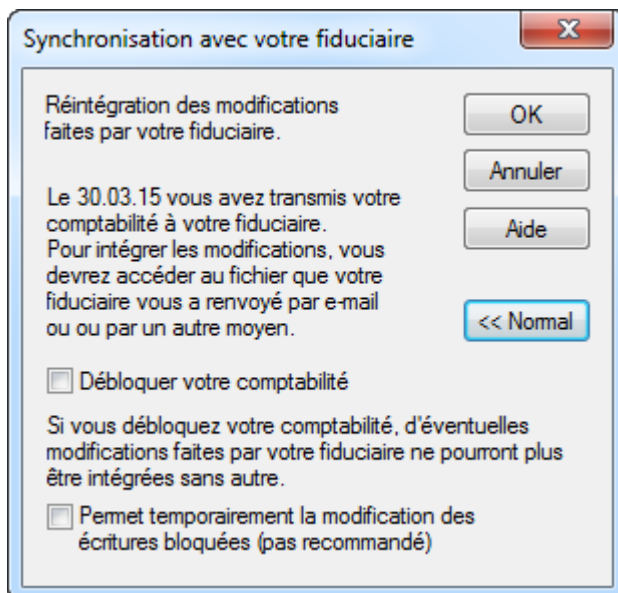 Synchronisation avec votre fiduciaire
Réintégration des modifications
faites par votre fiduciaire.
OK
Annuler
Aide
<< Normal
Le 30.03.15 vous avez transmis votre
comptabilité à votre fiduciaire.
Pour intégrer les modifications, vous
devrez accéder au fichier que votre
fiduciaire vous a renvoyé par e-mail
ou ou par un autre moyen.
Débloquer votre comptabilité
Si vous débloquez votre comptabilité, d'éventuelles
modifications faites par votre fiduciaire ne pourront plus
être intégrées sans autre.
Permet temporairement la modification des
écritures bloquées (pas recommandé)